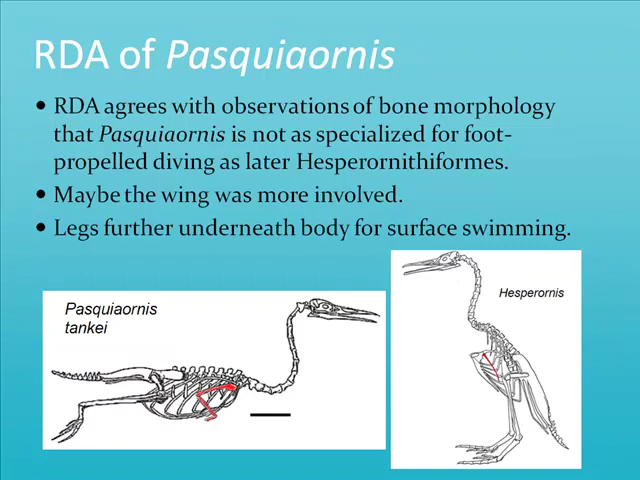 RDA of Pasquiaornis
• RDA agrees with observations of bone morphology
that Pasquiaornis is not as specialized for foot-
propelled diving as later Hesperornithiformes.
• Maybe the wing was more involved.
• Legs further underneath body for surface swimming.
Pasquiaornis
tankei
Hesperornis